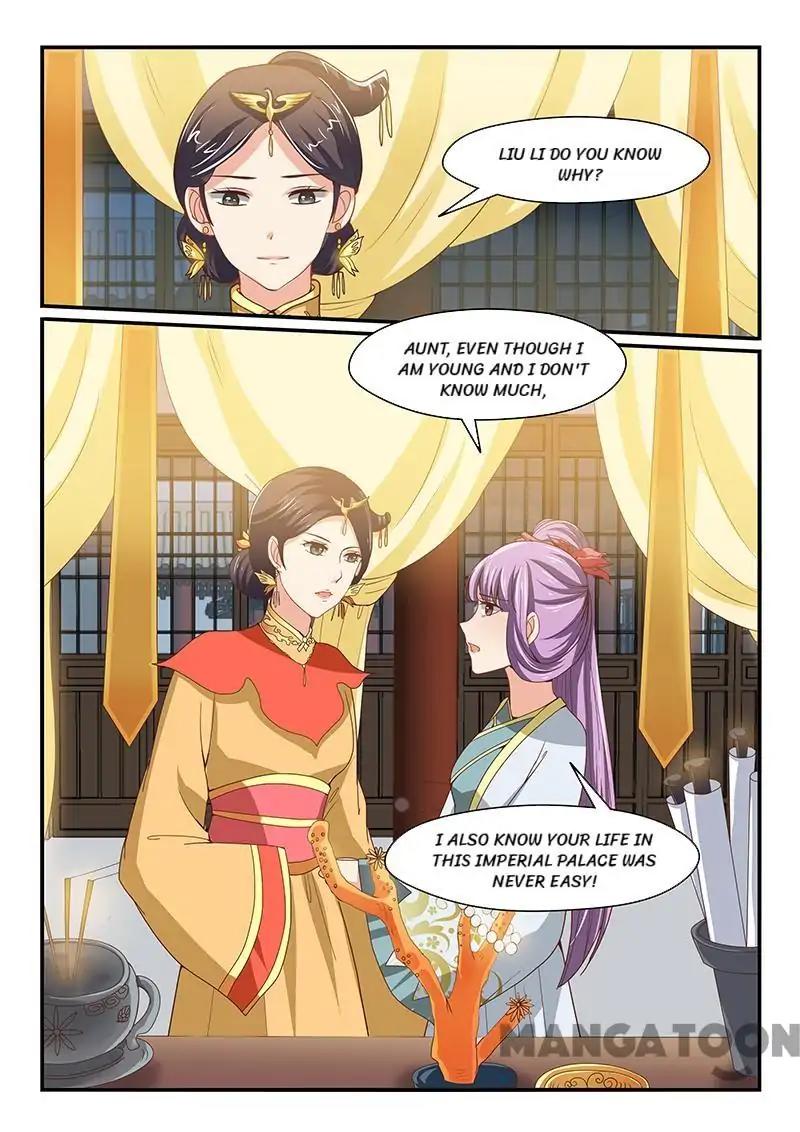 LIU LI DO YOU KNOW
WHY?
AUNT, EVEN THOUGH I
AM YOUNG AND I DON'T
KNOW MUCH,
I ALSO KNOW YOUR LIFE IN
THIS IMPERIAL PALACE WAS
NEVER EASY!
MANGATOON